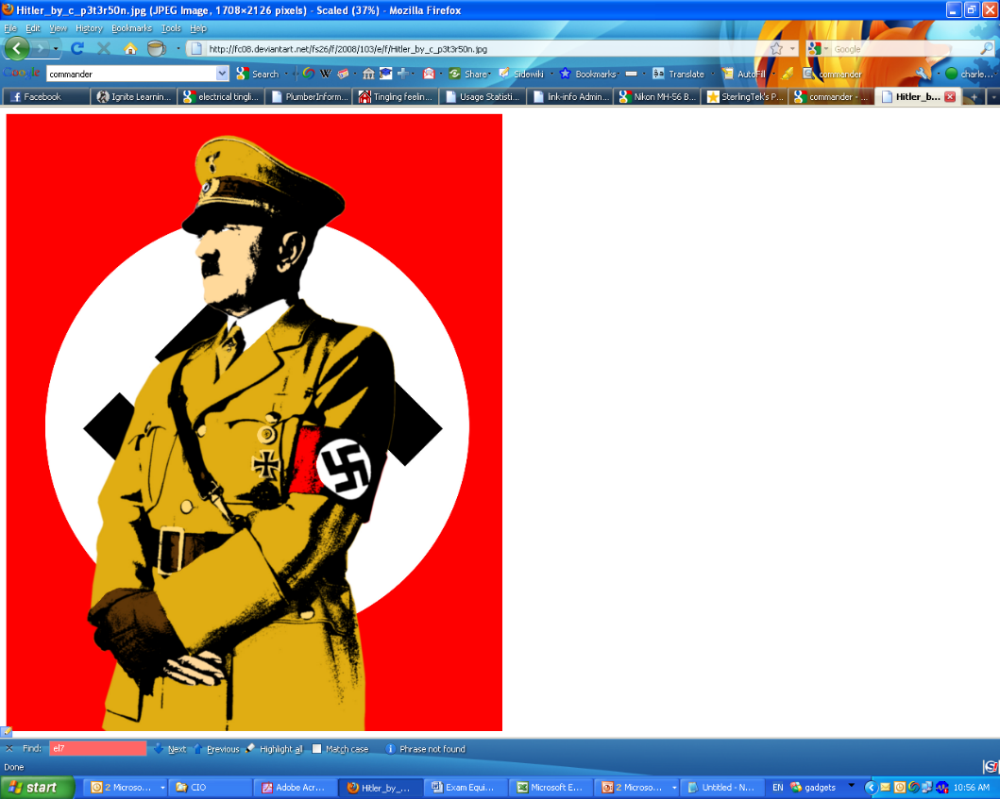 Hitler_by_c_p3t3r50n.jpg (JPEG Image, 1708×2126 pixels) - Scaled (37%) - Mozilla Firefox
File Edit View History Bookmarks Tools Help
http://fc08.deviantart.net/fs26/f/2008/103/e/f/Hitler_by_c_p3t3r50n.jpg Google
Google commander Search Share Sidewiki Bookmarks Translate AutoFill commander charle...
Facebook Ignite Learnin... electrical tingli... PlumberInform... Tingling feelin... Usage Statisti... link-info Admin... Nikon MH-56 B... SterlingTek's P... commander - ... Hitler_b...
Find: el7 Next Previous Highlight all Match case Phrase not found
Done
start 2 Microso... CIO Adobe Acr... Hitler_by_... Exam Equi... Microsoft E... 2 Microso... Untitled - N... EN gadgets 10:56 AM